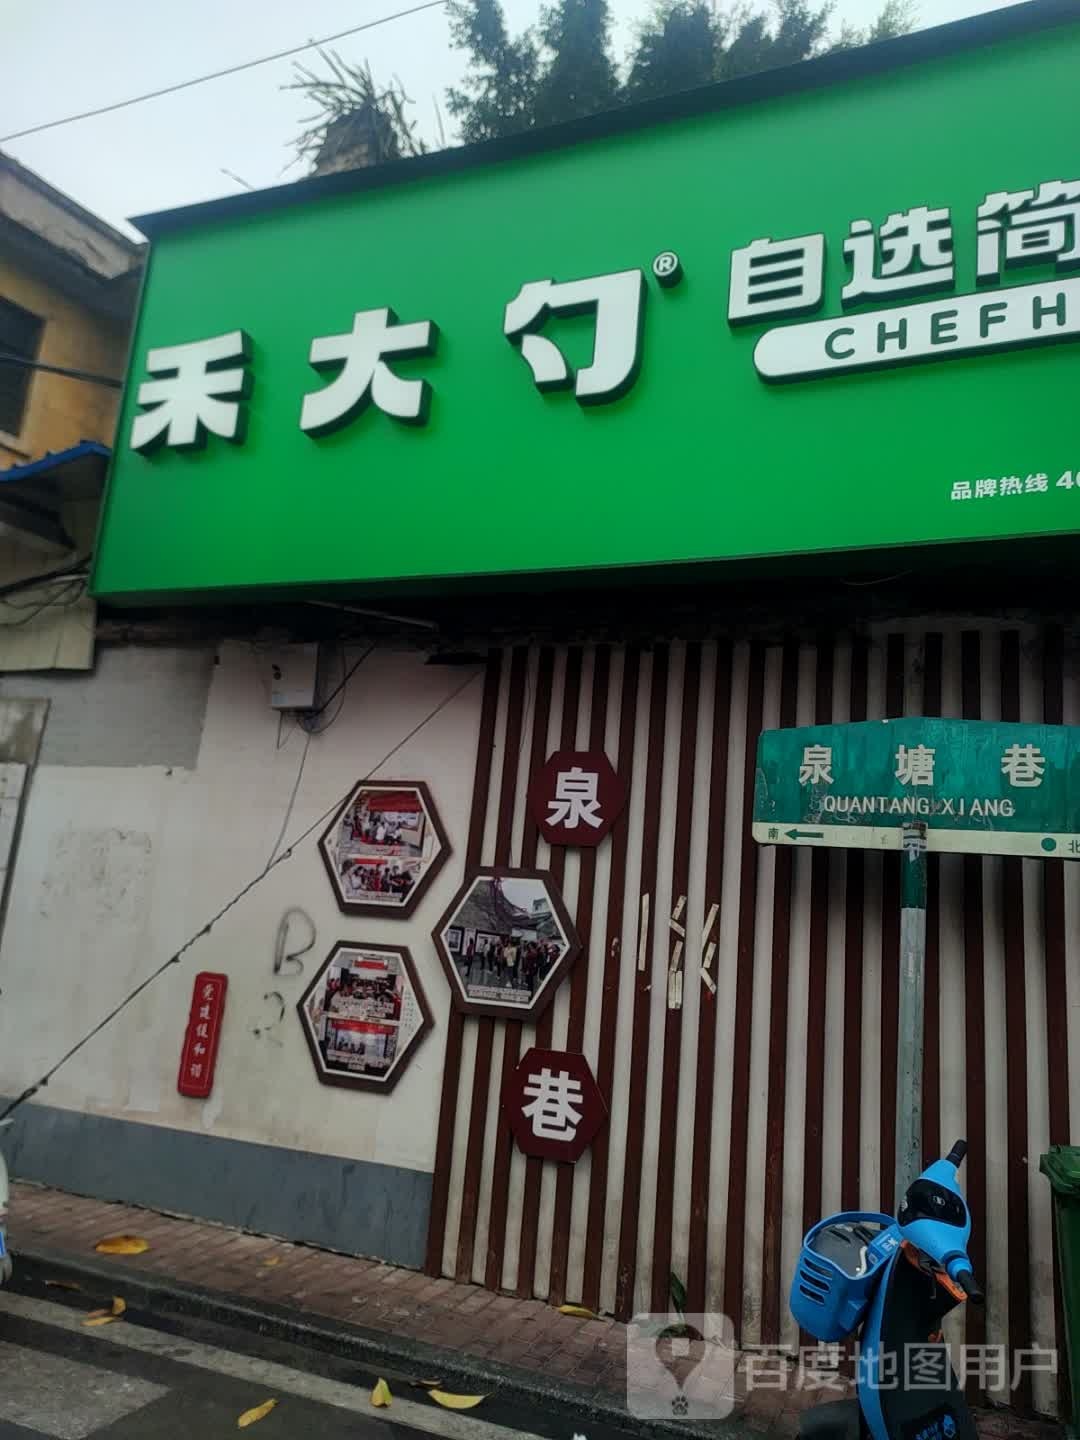 禾大勺®
自选简
CHEFH
品牌热线 40
泉
巷
泉 塘 巷
QUANTANG XIANG
南 北
B
2
百度地图用户